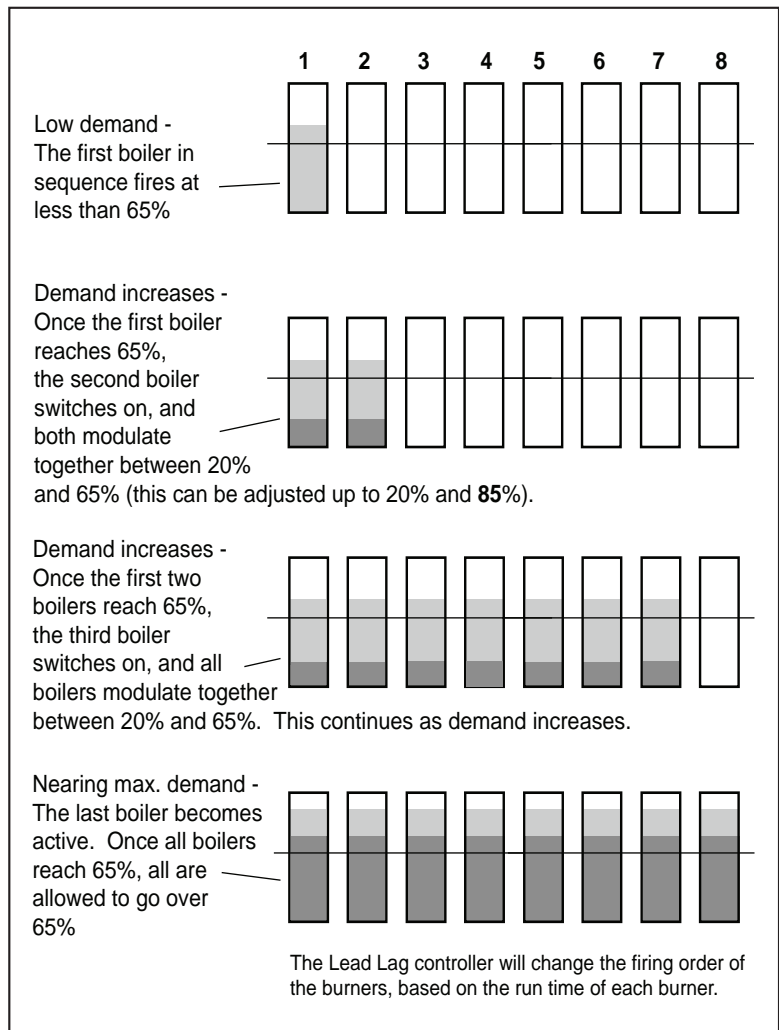 1 2 3 4 5 6 7 8
Low demand -
The first boiler in
sequence fires at
less than 65%
Demand increases -
Once the first boiler
reaches 65%,
the second boiler
switches on, and
both modulate
together between 20%
and 65% (this can be adjusted up to 20% and 85%).
Demand increases -
Once the first two
boilers reach 65%,
the third boiler
switches on, and all
boilers modulate together
between 20% and 65%.  This continues as demand increases.
Nearing max. demand -
The last boiler becomes
active.  Once all boilers
reach 65%, all are
allowed to go over
65%
The Lead Lag controller will change the firing order of
the burners, based on the run time of each burner.